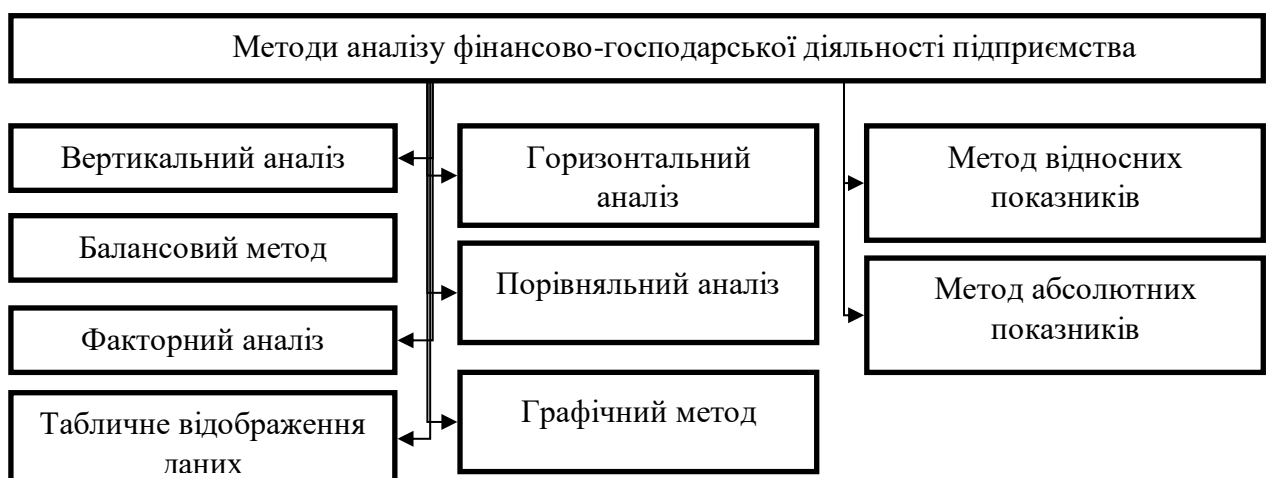 Методи аналізу фінансово-господарської діяльності підприємства
Вертикальний аналіз
Балансовий метод
Факторний аналіз
Табличне відображення
даних
Горизонтальний
аналіз
Порівняльний аналіз
Графічний метод
Метод відносних
показників
Метод абсолютних
показників